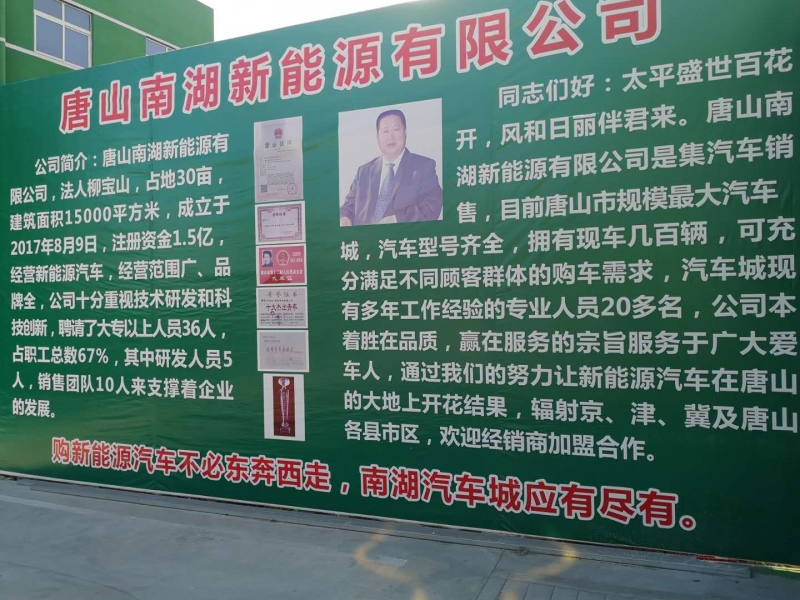 唐山南湖新能源有限公司
公司简介：唐山南湖新能源有
限公司，法人柳宝山，占地30亩，
建筑面积15000平方米，成立于
2017年8月9日，注册资金1.5亿，
经营新能源汽车，经营范围广、品
牌全，公司十分重视技术研发和科
技创新，聘请了大专以上人员36人，
占职工总数67%，其中研发人员5
人，销售团队10人来支撑着企业
的发展。
营业执照
同志们好：太平盛世百花
开，风和日丽伴君来。唐山南
湖新能源有限公司是集汽车销
售，目前唐山市规模最大汽车
城，汽车型号齐全，拥有现车几百辆，可充
分满足不同顾客群体的购车需求，汽车城现
有多年工作经验的专业人员20多名，公司本
着胜在品质，赢在服务的宗旨服务于广大爱
车人，通过我们的努力让新能源汽车在唐山
的大地上开花结果，辐射京、津、冀及唐山
各县市区，欢迎经销商加盟合作。
购新能源汽车不必东奔西走，南湖汽车城应有尽有。